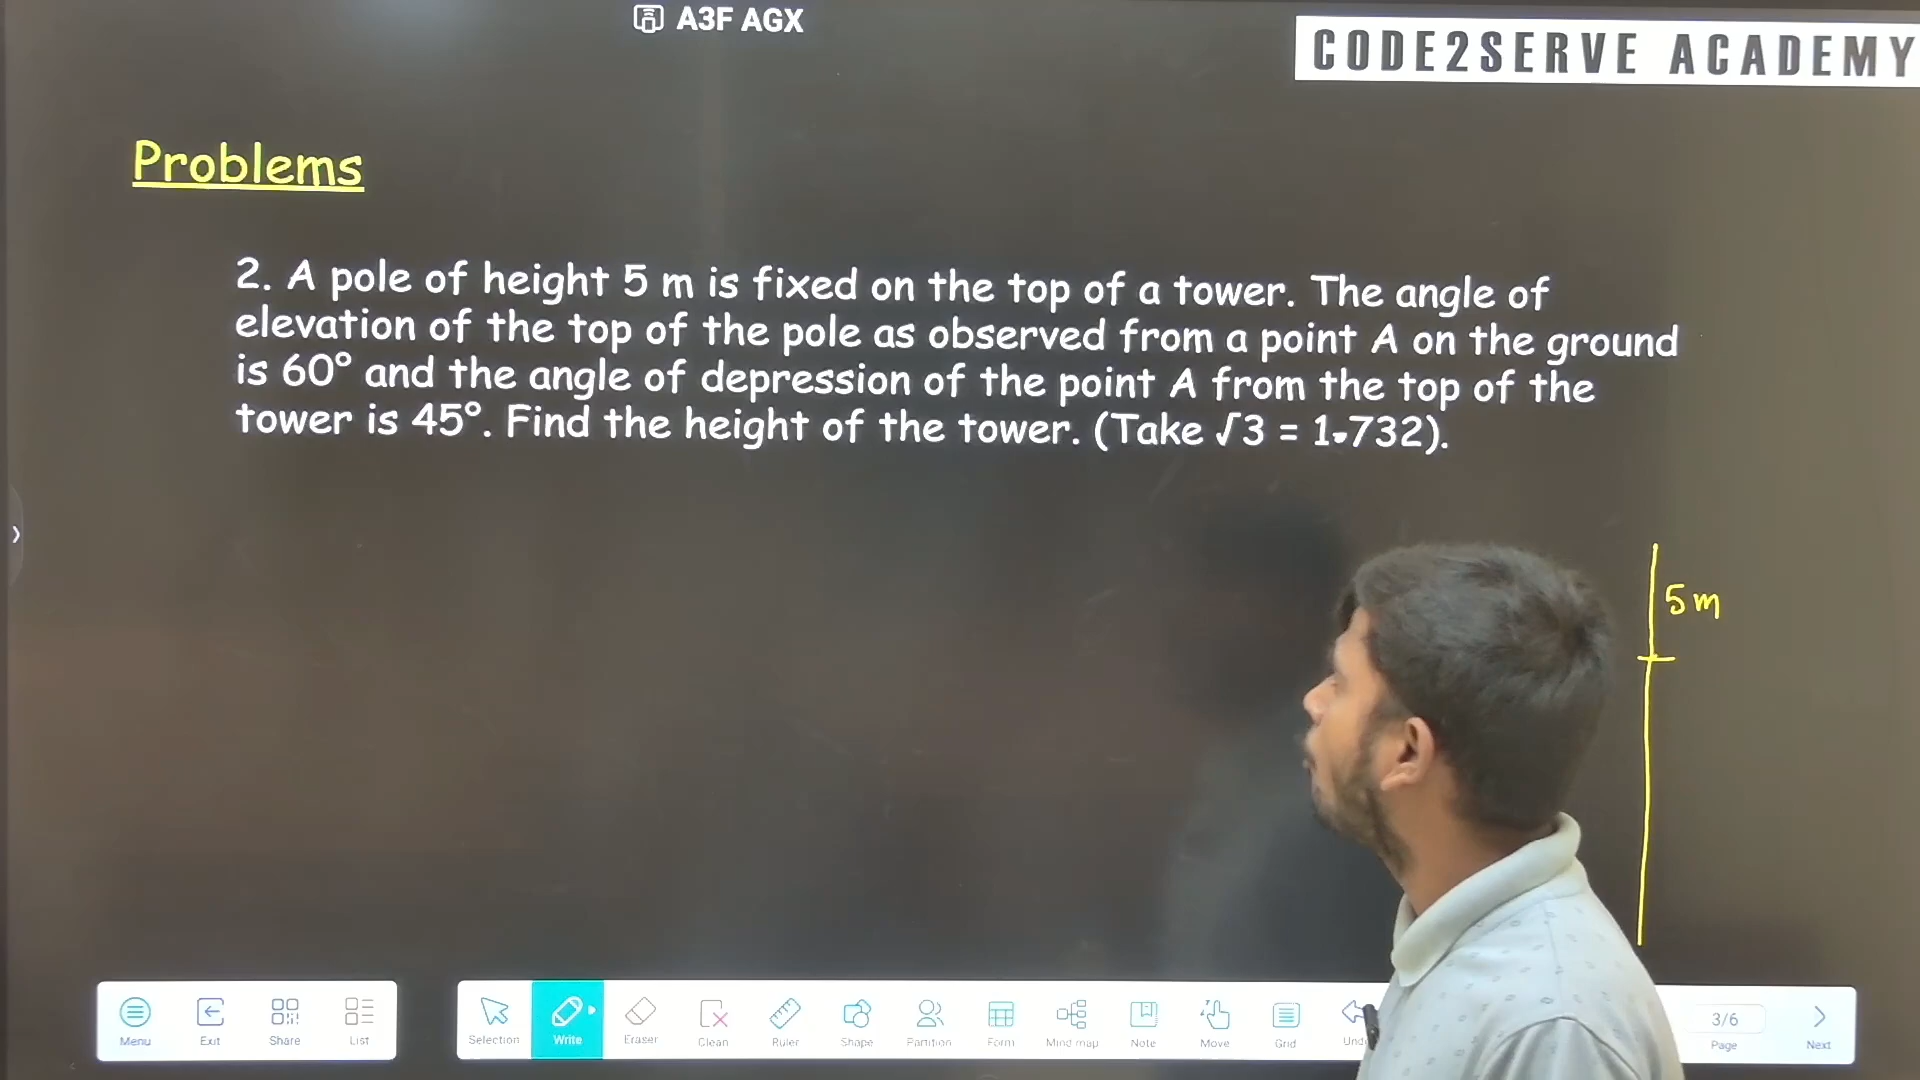 A3F AGX
CODE2SERVE ACADEMY
Problems
2. A pole of height 5 m is fixed on the top of a tower. The angle of
elevation of the top of the pole as observed from a point A on the ground
is 60° and the angle of depression of the point A from the top of the
tower is 45°. Find the height of the tower. (Take √3 = 1.732).
5m
Menu Exit Share List Selection Write Eraser Clean Ruler Shape Partition Form Mind map Note Move Grid 3/6 Page Next